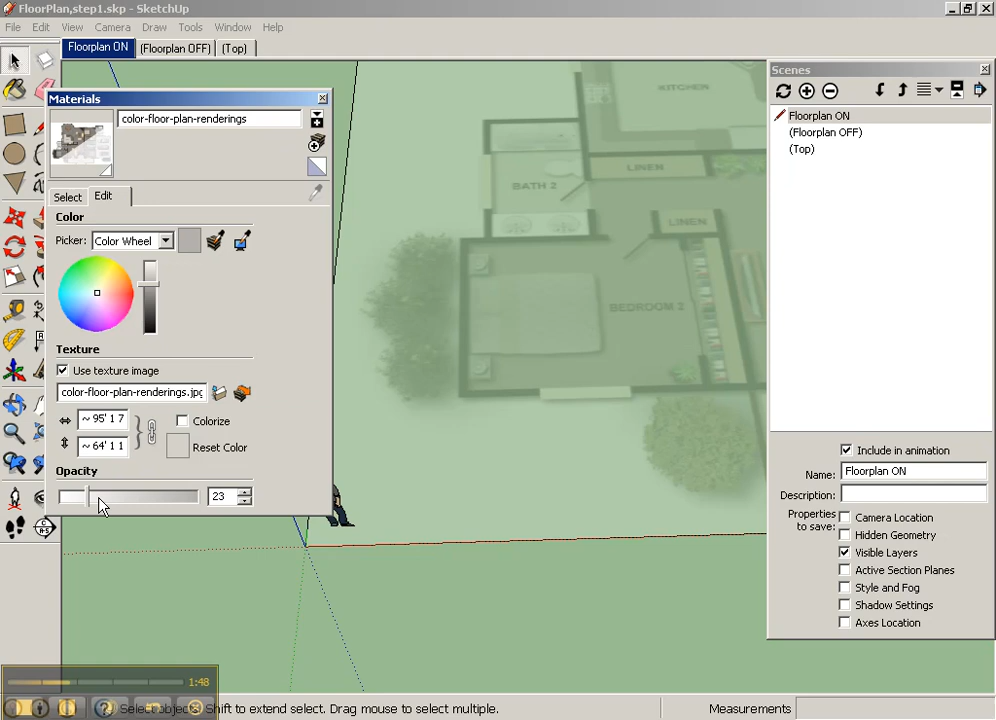 FloorPlan,step1.skp - SketchUp
File Edit View Camera Draw Tools Window Help
Floorplan ON (Floorplan OFF) (Top)
Materials
color-floor-plan-renderings
Select Edit
Color
Picker: Color Wheel
Texture
Use texture image
color-floor-plan-renderings.jpg
~ 95' 1 7
Colorize
~ 64' 1 1
Reset Color
Opacity
23
KITCHEN
LINEN
BATH 2
LINEN
BEDROOM 2
Scenes
Floorplan ON
(Floorplan OFF)
(Top)
Include in animation
Name: Floorplan ON
Description:
Properties to save:
Camera Location
Hidden Geometry
Visible Layers
Active Section Planes
Style and Fog
Shadow Settings
Axes Location
1:48
Select objects. Shift to extend select. Drag mouse to select multiple.
Measurements